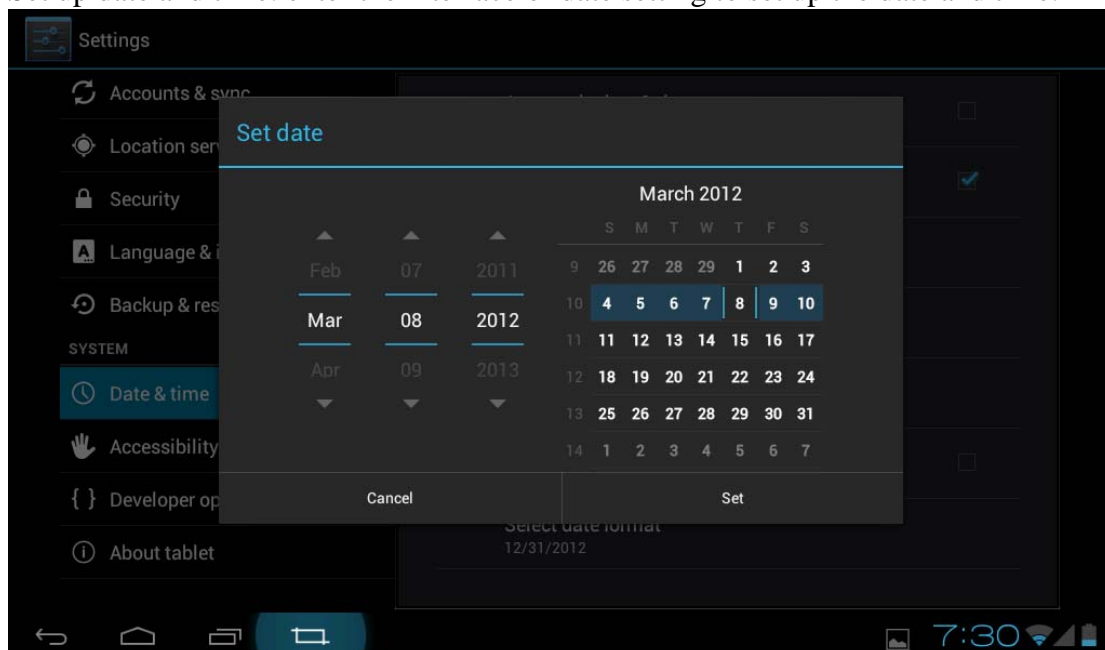 Settings
Accounts & sync
Location ser
Security
Language & i
Backup & res
SYSTEM
Date & time
Accessibility
{ } Developer op
About tablet
Set date
Feb 07 2011
Mar 08 2012
Apr 09 2013
March 2012
S M T W T F S
9 26 27 28 29 1 2 3
10 4 5 6 7 8 9 10
11 11 12 13 14 15 16 17
12 18 19 20 21 22 23 24
13 25 26 27 28 29 30 31
14 1 2 3 4 5 6 7
Cancel Set
Select date format
12/31/2012
7:30